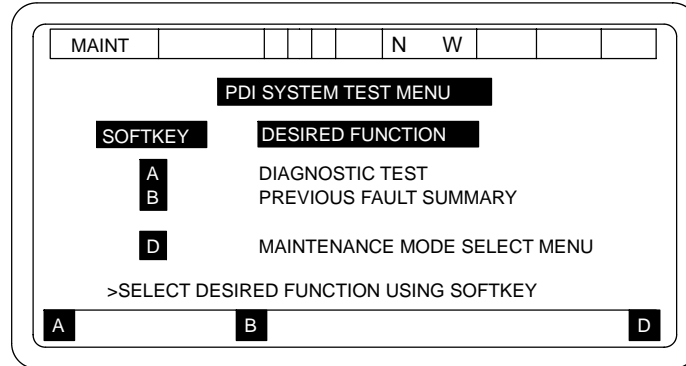 MAINT N W
PDI SYSTEM TEST MENU
SOFTKEY DESIRED FUNCTION
A DIAGNOSTIC TEST
B PREVIOUS FAULT SUMMARY
D MAINTENANCE MODE SELECT MENU
>SELECT DESIRED FUNCTION USING SOFTKEY
A B D